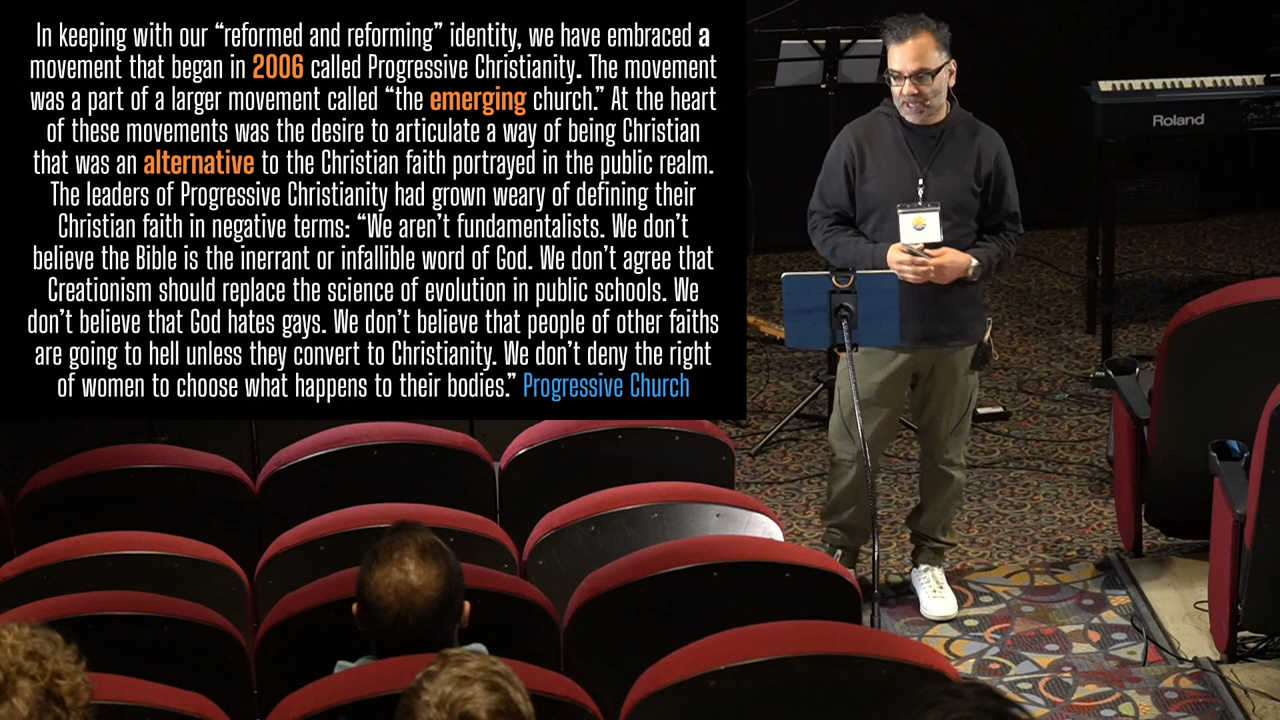 In keeping with our “reformed and reforming” identity, we have embraced a
movement that began in 2006 called Progressive Christianity. The movement
was a part of a larger movement called “the emerging church.” At the heart
of these movements was the desire to articulate a way of being Christian
that was an alternative to the Christian faith portrayed in the public realm.
The leaders of Progressive Christianity had grown weary of defining their
Christian faith in negative terms: “We aren’t fundamentalists. We don’t
believe the Bible is the inerrant or infallible word of God. We don’t agree that
Creationism should replace the science of evolution in public schools. We
don’t believe that God hates gays. We don’t believe that people of other faiths
are going to hell unless they convert to Christianity. We don’t deny the right
of women to choose what happens to their bodies.” Progressive Church
Roland